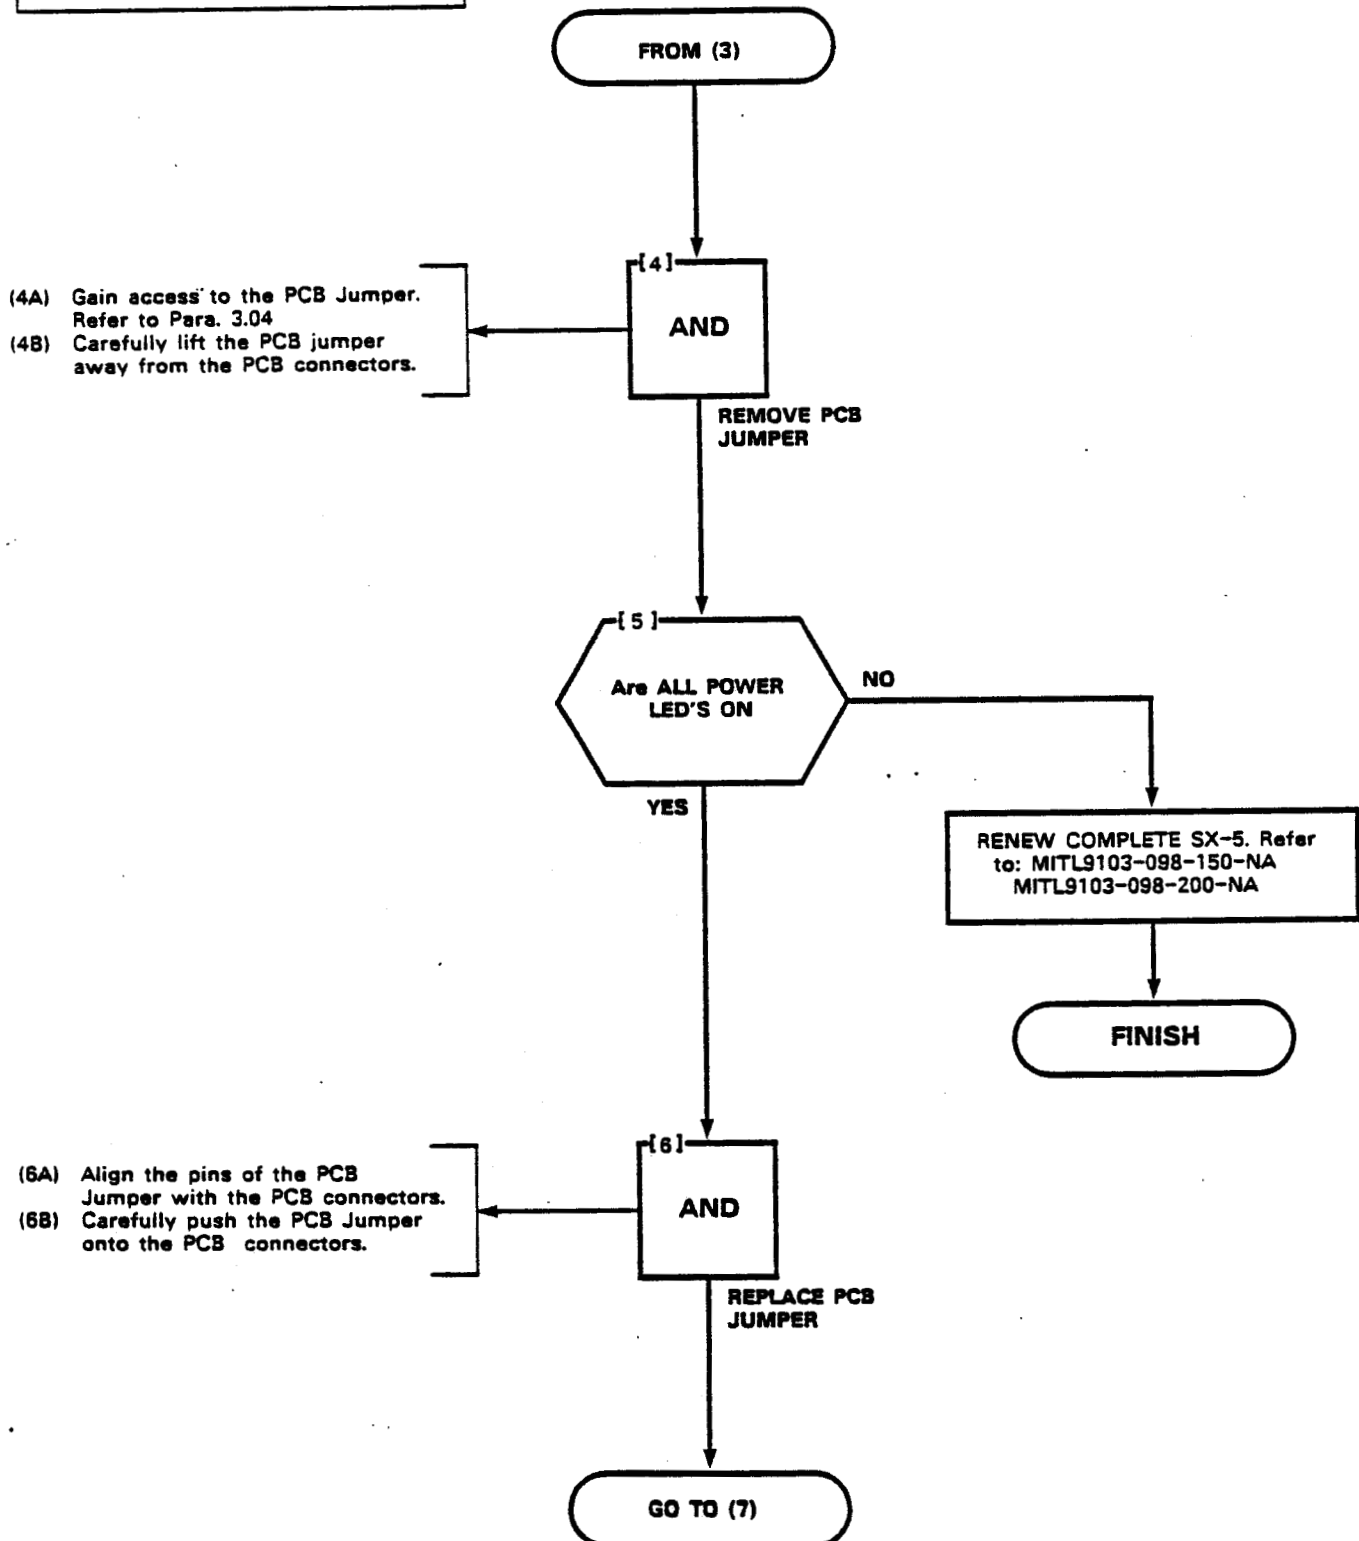 FROM (3)
[4]
AND
(4A) Gain access to the PCB Jumper.
Refer to Para. 3.04
(4B) Carefully lift the PCB jumper
away from the PCB connectors.
REMOVE PCB
JUMPER
[5]
Are ALL POWER
LED'S ON
NO
YES
RENEW COMPLETE SX-5. Refer
to: MITL9103-098-150-NA
MITL9103-098-200-NA
FINISH
[6]
AND
(6A) Align the pins of the PCB
Jumper with the PCB connectors.
(6B) Carefully push the PCB Jumper
onto the PCB connectors.
REPLACE PCB
JUMPER
GO TO (7)